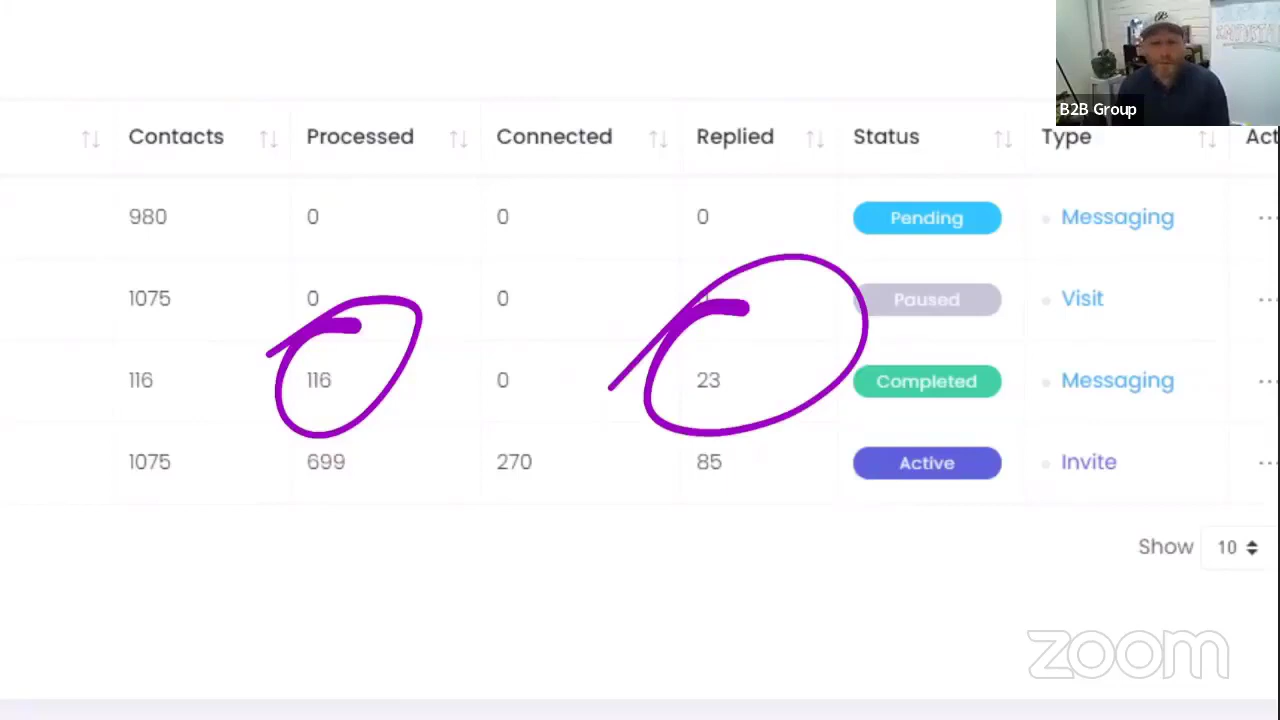 B2B Group
Contacts Processed Connected Replied Status Type Act
980 0 0 0 Pending Messaging
1075 0 0 Paused Visit
116 116 0 23 Completed Messaging
1075 699 270 85 Active Invite
Show 10
zoom